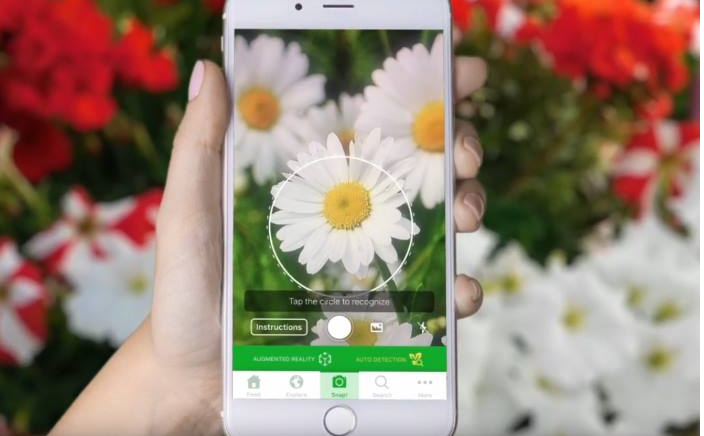 Tap the circle to recognize
Instructions
AUGMENTED REALITY
AUTO DETECTION
Feed
Explore
Snap!
Search
More